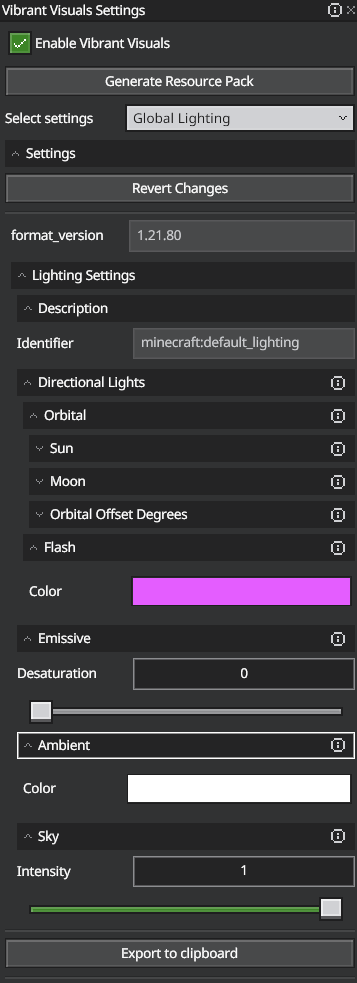 Vibrant Visuals Settings
Enable Vibrant Visuals
Generate Resource Pack
Select settings Global Lighting
Settings
Revert Changes
format_version 1.21.80
Lighting Settings
Description
Identifier minecraft:default_lighting
Directional Lights
Orbital
Sun
Moon
Orbital Offset Degrees
Flash
Color
Emissive
Desaturation 0
Ambient
Color
Sky
Intensity 1
Export to clipboard